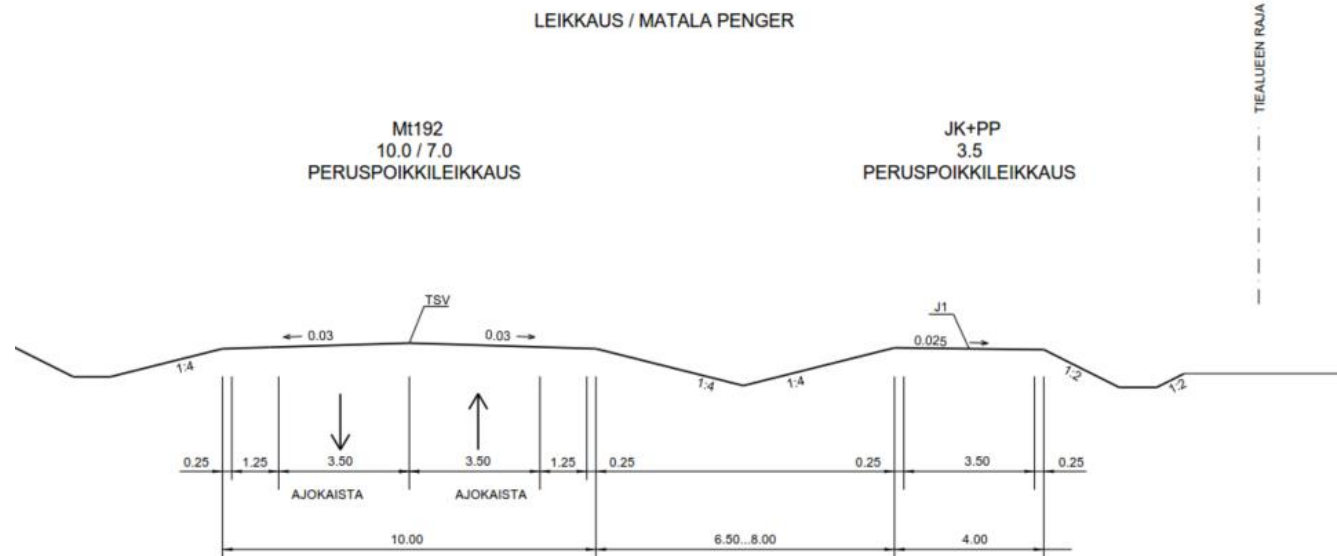 LEIKKAUS / MATALA PENGER
TIEALUEEN RAJA
Mt192
10.0 / 7.0
PERUSPOIKKILEIKKAUS
JK+PP
3.5
PERUSPOIKKILEIKKAUS
TSV
J1
0.03
0.03
0.025
1:4
1:4
1:4
1:2
1:2
0.25
1.25
3.50
3.50
1.25
0.25
0.25
3.50
0.25
AJOKAISTA
AJOKAISTA
10.00
6.50...8.00
4.00